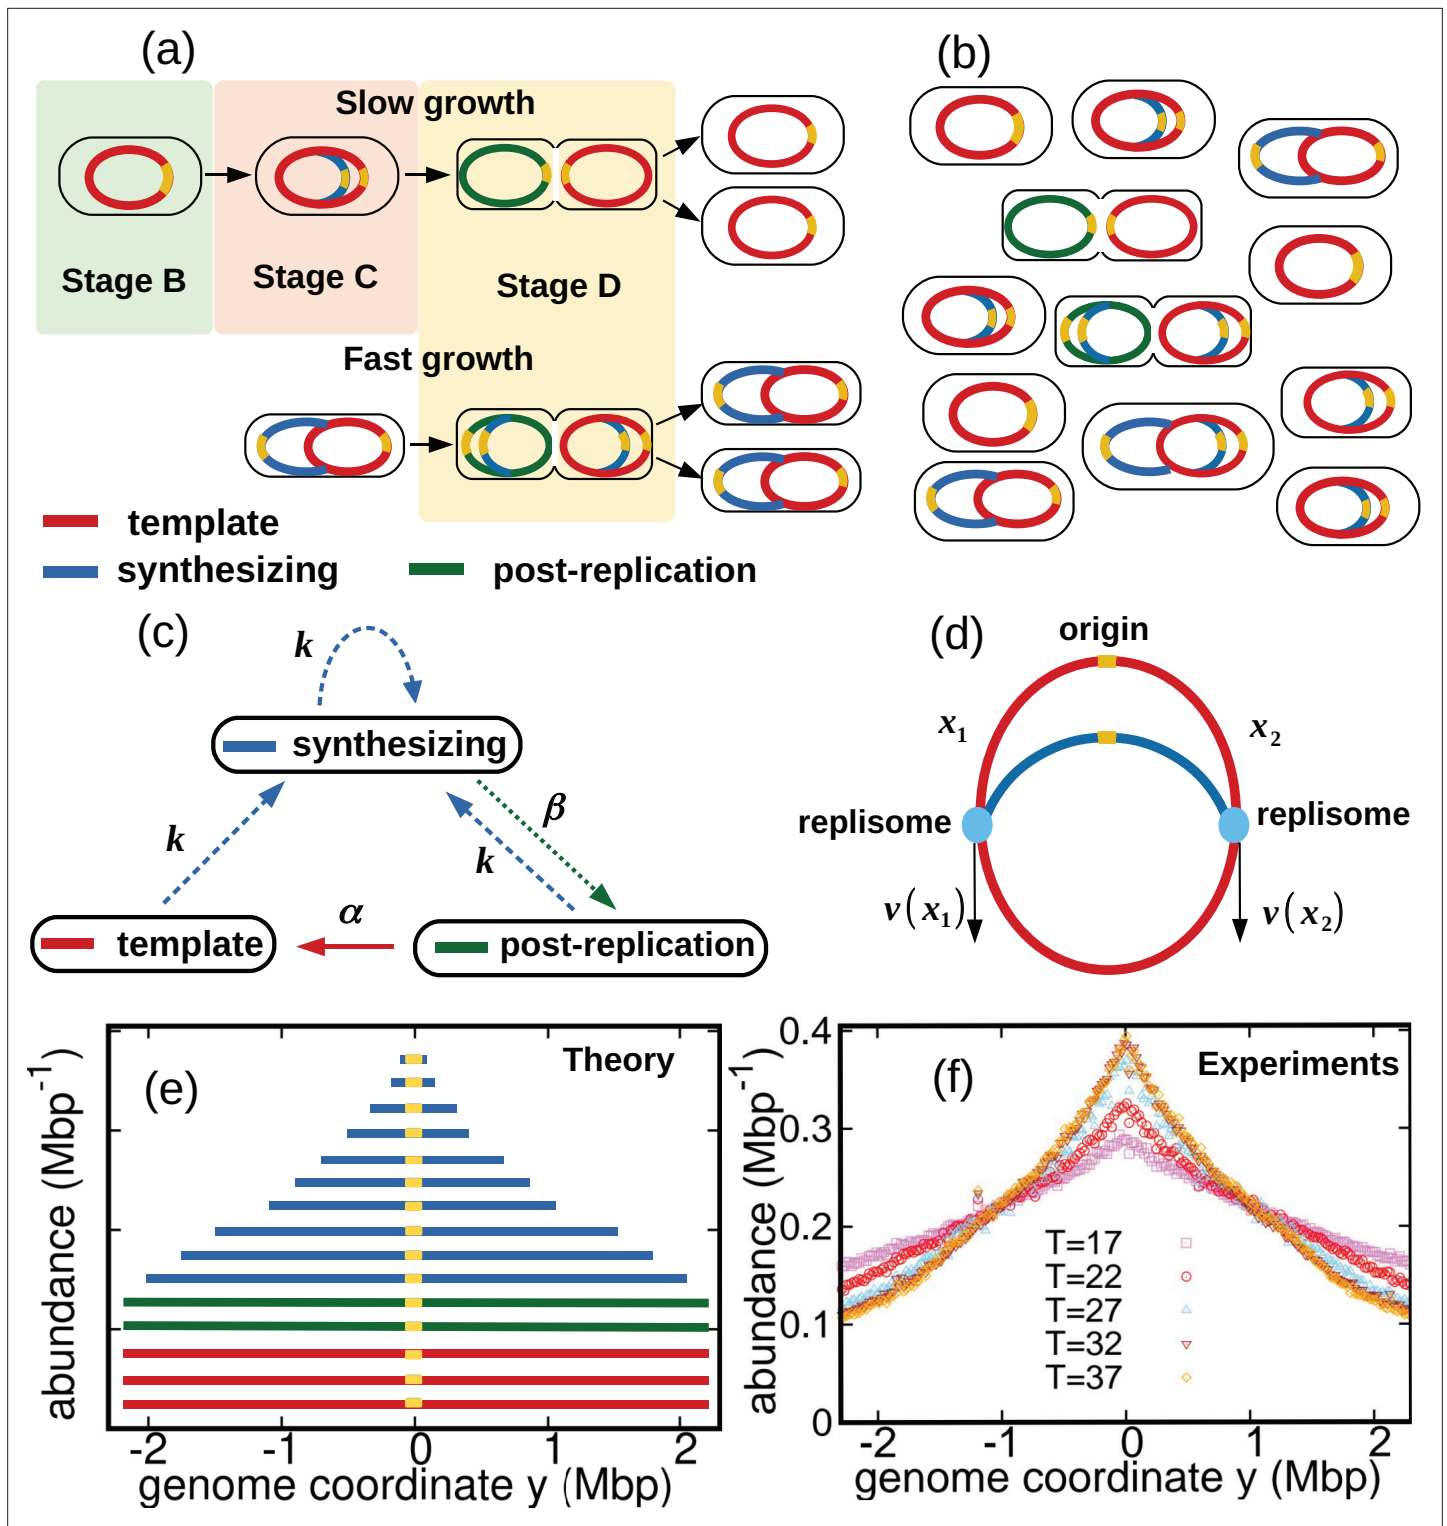 (a)
Slow growth
Stage B
Stage C
Stage D
Fast growth
template
synthesizing
post-replication
(b)
(c)
k
synthesizing
k
β
k
α
template
post-replication
(d)
origin
x₁
x₂
replisome
replisome
v(x₁)
v(x₂)
(e)
Theory
abundance (Mbp⁻¹)
-2 -1 0 1 2
genome coordinate y (Mbp)
(f)
Experiments
abundance (Mbp⁻¹)
0.4
0.3
0.2
0.1
0
T=17
T=22
T=27
T=32
T=37
-2 -1 0 1 2
genome coordinate y (Mbp)